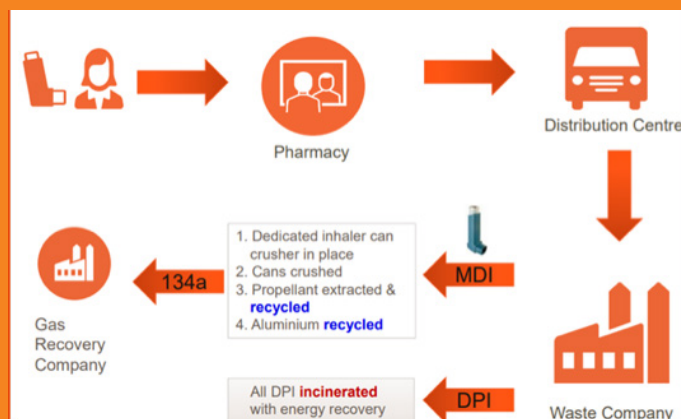 Pharmacy
Distribution Centre
1. Dedicated inhaler can
crusher in place
2. Cans crushed
3. Propellant extracted &
recycled
4. Aluminium recycled
MDI
134a
Gas
Recovery
Company
All DPI incinerated
with energy recovery
DPI
Waste Company